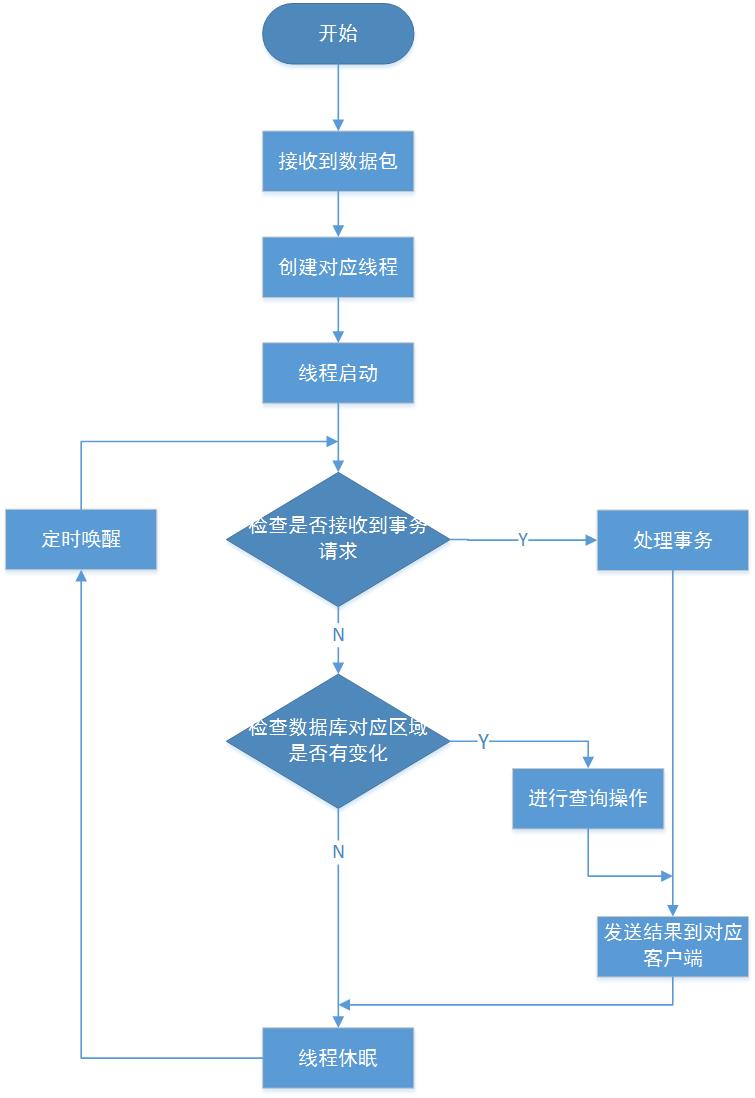 开始
接收到数据包
创建对应线程
线程启动
定时唤醒
检查是否接收到事务
请求
Y
处理事务
N
检查数据库对应区域
是否有变化
Y
进行查询操作
N
发送结果到对应
客户端
线程休眠